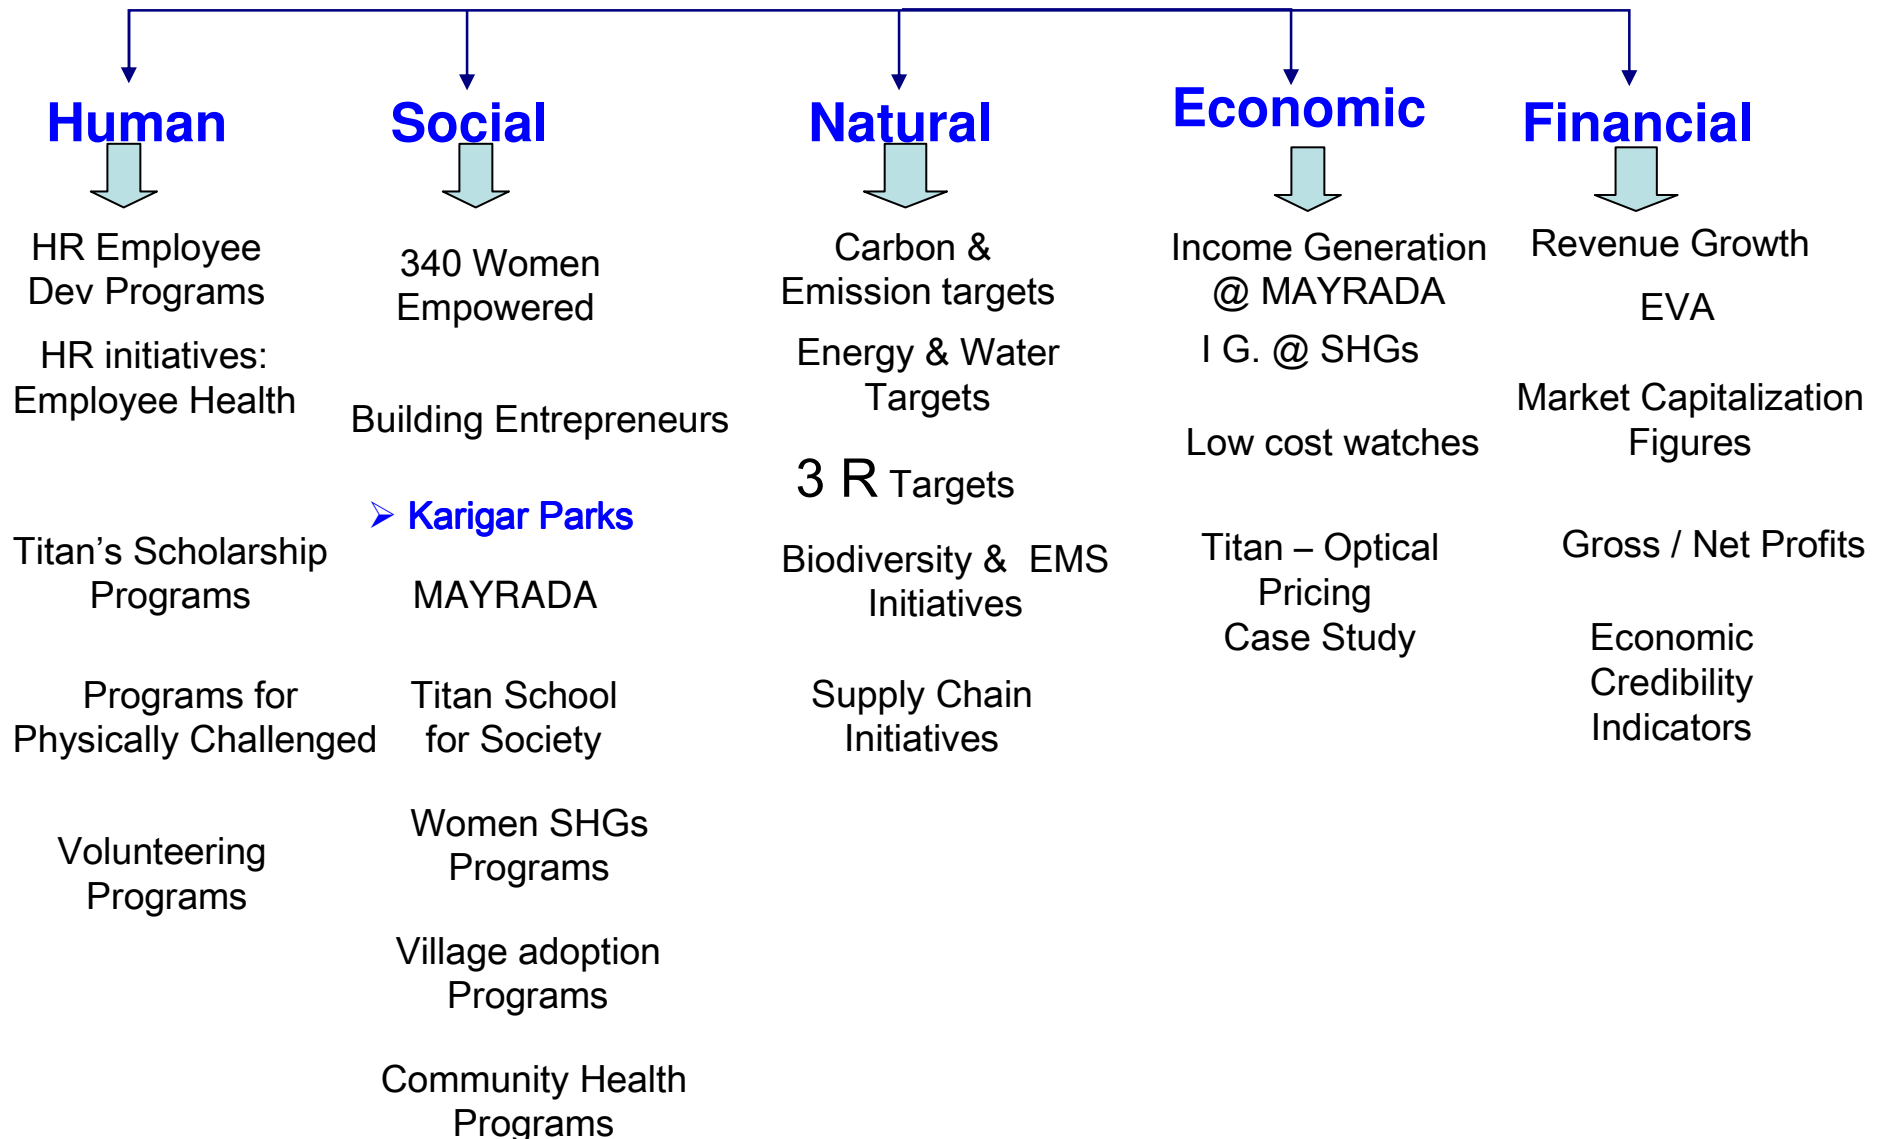 Human
HR Employee
Dev Programs
HR initiatives:
Employee Health
Titan’s Scholarship
Programs
Programs for
Physically Challenged
Volunteering
Programs
Social
340 Women
Empowered
Building Entrepreneurs
➢ Karigar Parks
MAYRADA
Titan School
for Society
Women SHGs
Programs
Village adoption
Programs
Community Health
Programs
Natural
Carbon &
Emission targets
Energy & Water
Targets
3 R Targets
Biodiversity & EMS
Initiatives
Supply Chain
Initiatives
Economic
Income Generation
@ MAYRADA
I G. @ SHGs
Low cost watches
Titan – Optical
Pricing
Case Study
Financial
Revenue Growth
EVA
Market Capitalization
Figures
Gross / Net Profits
Economic
Credibility
Indicators